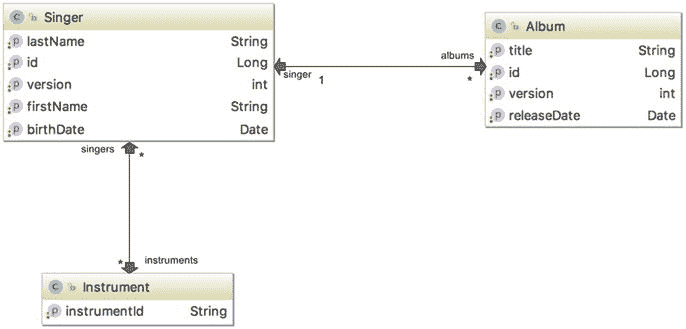 C Singer
p lastName String
p id Long
p version int
p firstName String
p birthDate Date
singer 1
albums *
C Album
p title String
p id Long
p version int
p releaseDate Date
singers *
* instruments
C Instrument
p instrumentId String